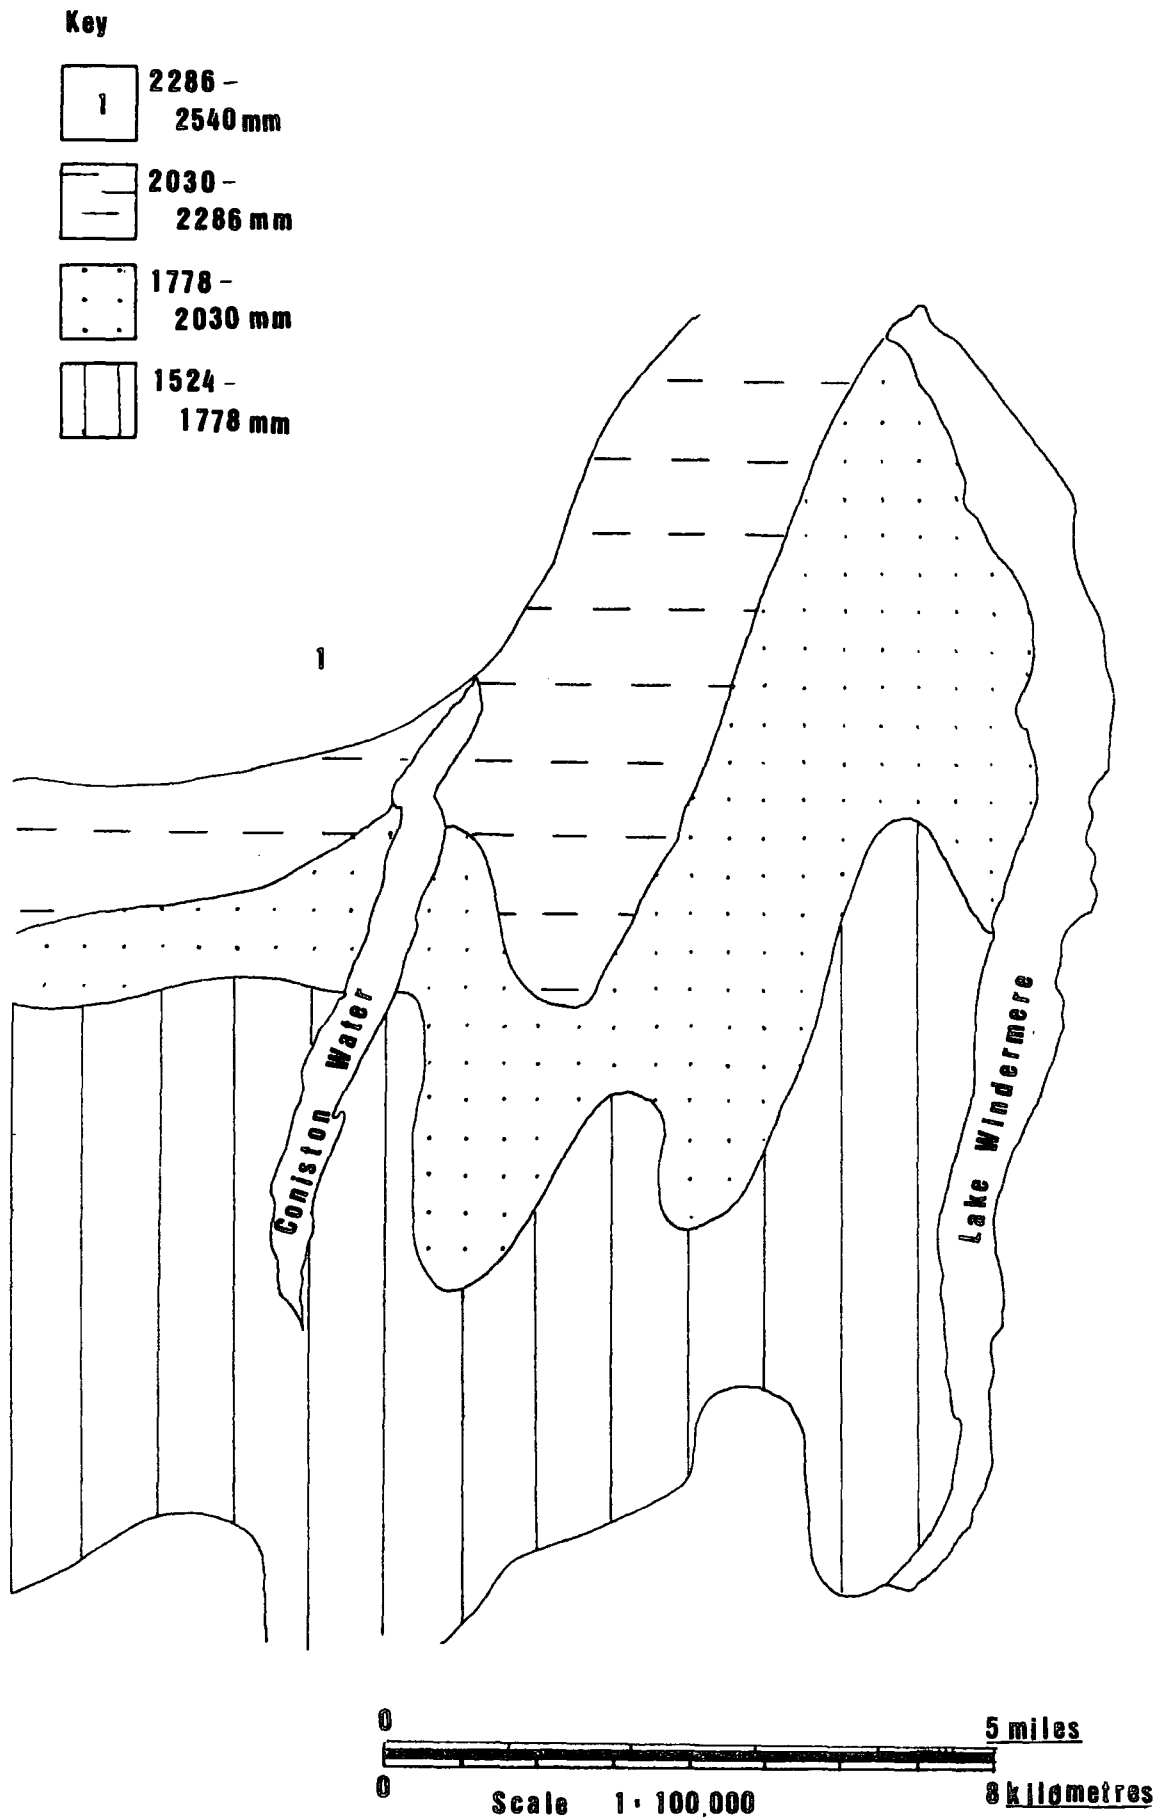 Key
1
2286 -
2540 mm
2030 -
2286 mm
1778 -
2030 mm
1524 -
1778 mm
1
Coniston Water
Lake Windermere
0
5 miles
0
8 kilometres
Scale 1: 100,000